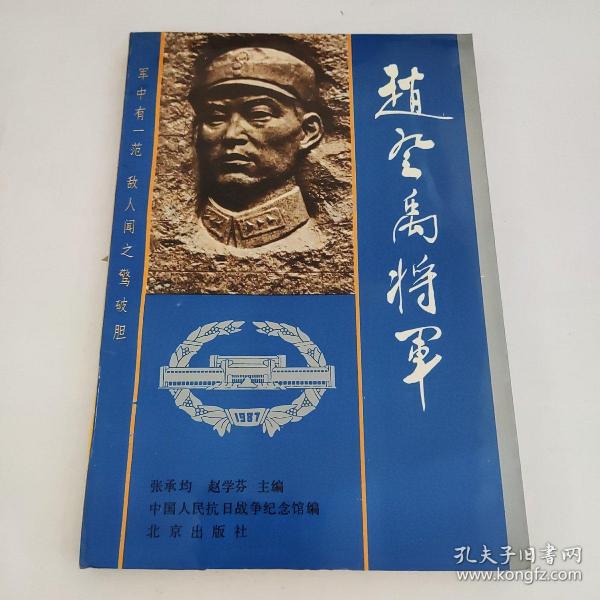 趙登禹将軍
军中有一范 敌人闻之惊破胆
1987
张承均 赵学芬 主编
中国人民抗日战争纪念馆编
北京出版社
孔夫子旧书网
www.kongfz.com